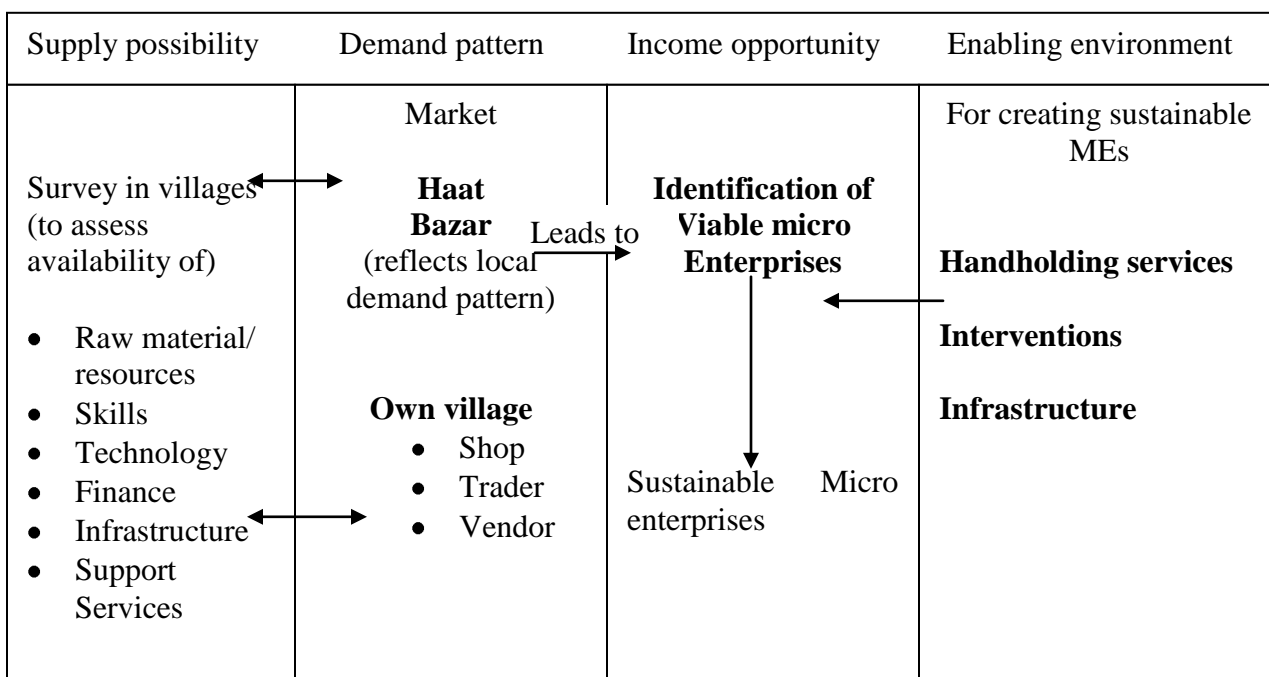 Supply possibility
Demand pattern
Income opportunity
Enabling environment
Survey in villages
(to assess
availability of)
• Raw material/
resources
• Skills
• Technology
• Finance
• Infrastructure
• Support
Services
Market
Haat
Bazar
(reflects local
demand pattern)
Own village
• Shop
• Trader
• Vendor
Leads to
Identification of
Viable micro
Enterprises
Sustainable Micro
enterprises
For creating sustainable
MEs
Handholding services
Interventions
Infrastructure